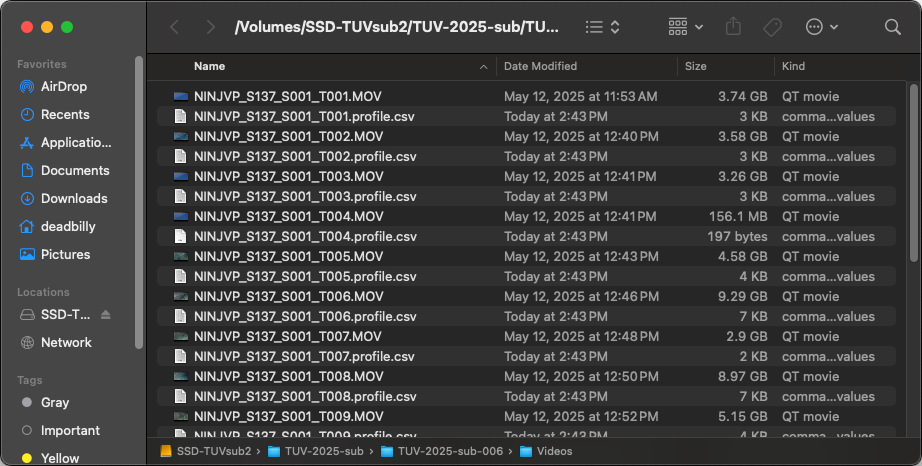 /Volumes/SSD-TUVsub2/TUV-2025-sub/TU...
Favorites
AirDrop
Recents
Applicatio...
Documents
Downloads
deadbilly
Pictures
Locations
SSD-T...
Network
Tags
Gray
Important
Yellow
Name Date Modified Size Kind
NINJVP_S137_S001_T001.MOV May 12, 2025 at 11:53 AM 3.74 GB QT movie
NINJVP_S137_S001_T001.profile.csv Today at 2:43 PM 3 KB comma...values
NINJVP_S137_S001_T002.MOV May 12, 2025 at 12:40 PM 3.58 GB QT movie
NINJVP_S137_S001_T002.profile.csv Today at 2:43 PM 3 KB comma...values
NINJVP_S137_S001_T003.MOV May 12, 2025 at 12:41 PM 3.26 GB QT movie
NINJVP_S137_S001_T003.profile.csv Today at 2:43 PM 3 KB comma...values
NINJVP_S137_S001_T004.MOV May 12, 2025 at 12:41 PM 156.1 MB QT movie
NINJVP_S137_S001_T004.profile.csv Today at 2:43 PM 197 bytes comma...values
NINJVP_S137_S001_T005.MOV May 12, 2025 at 12:43 PM 4.58 GB QT movie
NINJVP_S137_S001_T005.profile.csv Today at 2:43 PM 4 KB comma...values
NINJVP_S137_S001_T006.MOV May 12, 2025 at 12:46 PM 9.29 GB QT movie
NINJVP_S137_S001_T006.profile.csv Today at 2:43 PM 7 KB comma...values
NINJVP_S137_S001_T007.MOV May 12, 2025 at 12:48 PM 2.9 GB QT movie
NINJVP_S137_S001_T007.profile.csv Today at 2:43 PM 2 KB comma...values
NINJVP_S137_S001_T008.MOV May 12, 2025 at 12:50 PM 8.97 GB QT movie
NINJVP_S137_S001_T008.profile.csv Today at 2:43 PM 7 KB comma...values
NINJVP_S137_S001_T009.MOV May 12, 2025 at 12:52 PM 5.15 GB QT movie
NINJVP_S137_S001_T009.profile.csv Today at 2:43 PM 4 KB comma...values
SSD-TUVsub2 › TUV-2025-sub › TUV-2025-sub-006 › Videos